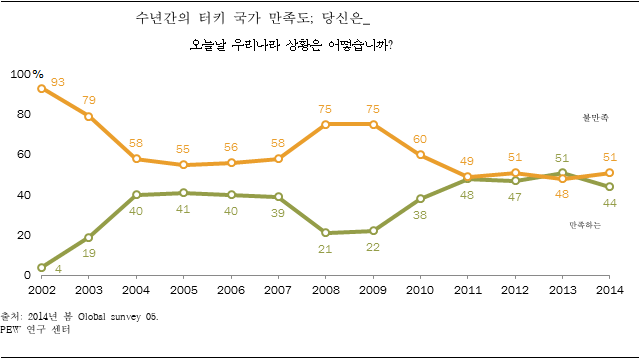 수년간의 터키 국가 만족도; 당신은_
오늘날 우리나라 상황은 어떻습니까?
100%
80
60
40
20
0
93 79 58 55 56 58 75 75 60 49 51 48 51
4 19 40 41 40 39 21 22 38 48 47 51 44
불만족
만족하는
2002 2003 2004 2005 2006 2007 2008 2009 2010 2011 2012 2013 2014
출처: 2014년 봄 Global sunvey 05.
PEW 연구 센터